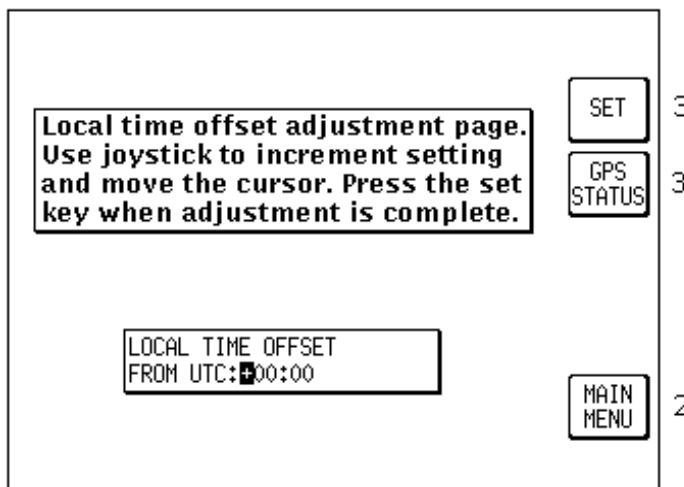 Local time offset adjustment page.
Use joystick to increment setting
and move the cursor. Press the set
key when adjustment is complete.
SET
GPS
STATUS
LOCAL TIME OFFSET
FROM UTC:+00:00
MAIN
MENU